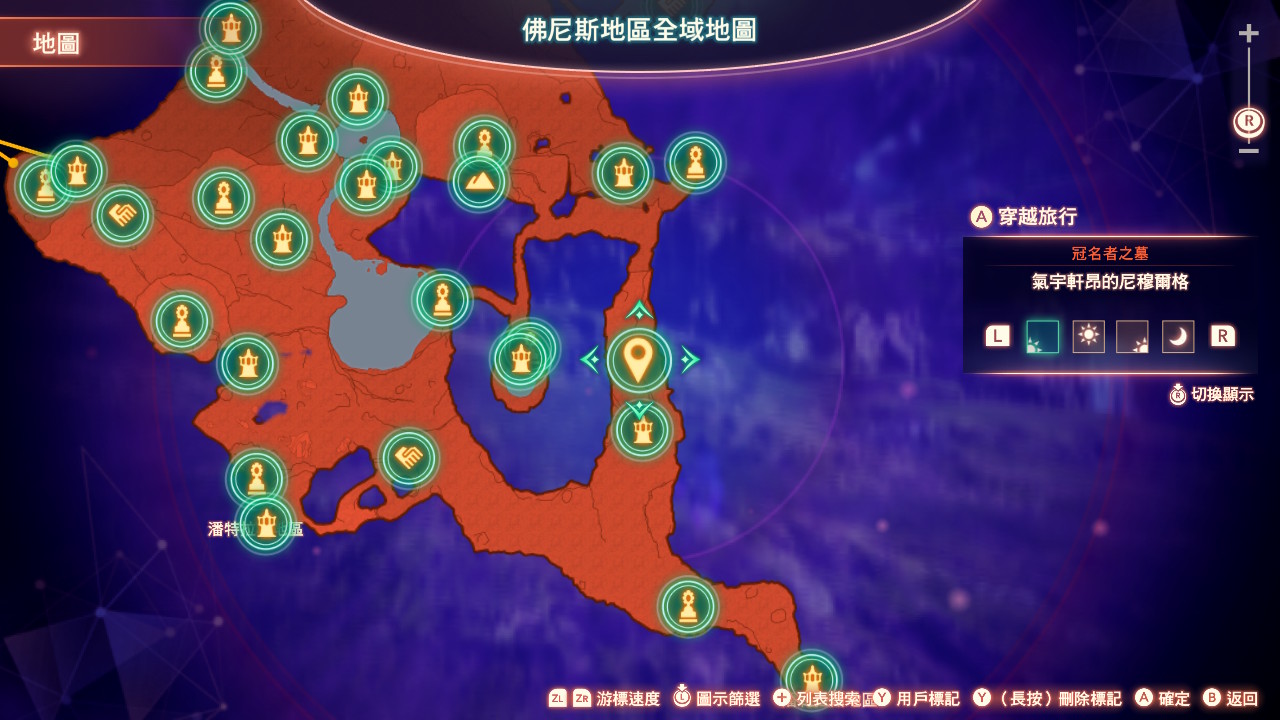 佛尼斯地區全域地圖
地圖
R
A 穿越旅行
冠名者之墓
氣宇軒昂的尼穆爾格
L R
R 切換顯示
潘特 區
ZL ZR 游標速度 L 圖示篩選 + 列表搜索 Y 用戶標記 Y （長按）刪除標記 A 確定 B 返回